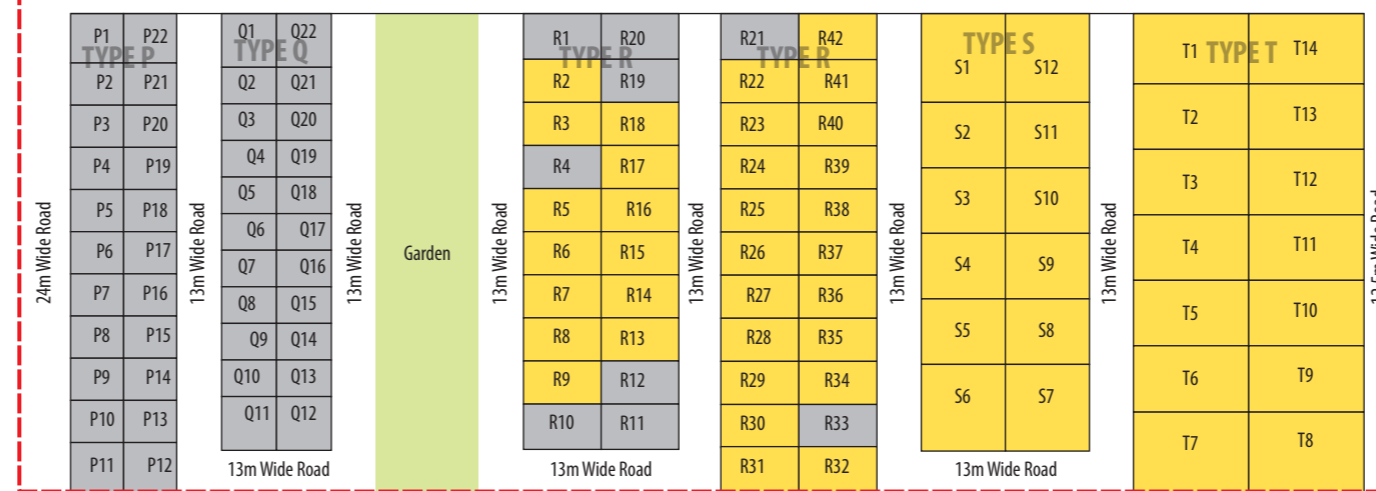 24m Wide Road
TYPE P
P1 P22
P2 P21
P3 P20
P4 P19
P5 P18
P6 P17
P7 P16
P8 P15
P9 P14
P10 P13
P11 P12
13m Wide Road
TYPE Q
Q1 Q22
Q2 Q21
Q3 Q20
Q4 Q19
Q5 Q18
Q6 Q17
Q7 Q16
Q8 Q15
Q9 Q14
Q10 Q13
Q11 Q12
13m Wide Road
13m Wide Road
Garden
13m Wide Road
TYPE R
R1 R20
R2 R19
R3 R18
R4 R17
R5 R16
R6 R15
R7 R14
R8 R13
R9 R12
R10 R11
13m Wide Road
13m Wide Road
TYPE R
R21 R42
R22 R41
R23 R40
R24 R39
R25 R38
R26 R37
R27 R36
R28 R35
R29 R34
R30 R33
R31 R32
13m Wide Road
TYPE S
S1 S12
S2 S11
S3 S10
S4 S9
S5 S8
S6 S7
13m Wide Road
13m Wide Road
TYPE T
T1 T14
T2 T13
T3 T12
T4 T11
T5 T10
T6 T9
T7 T8